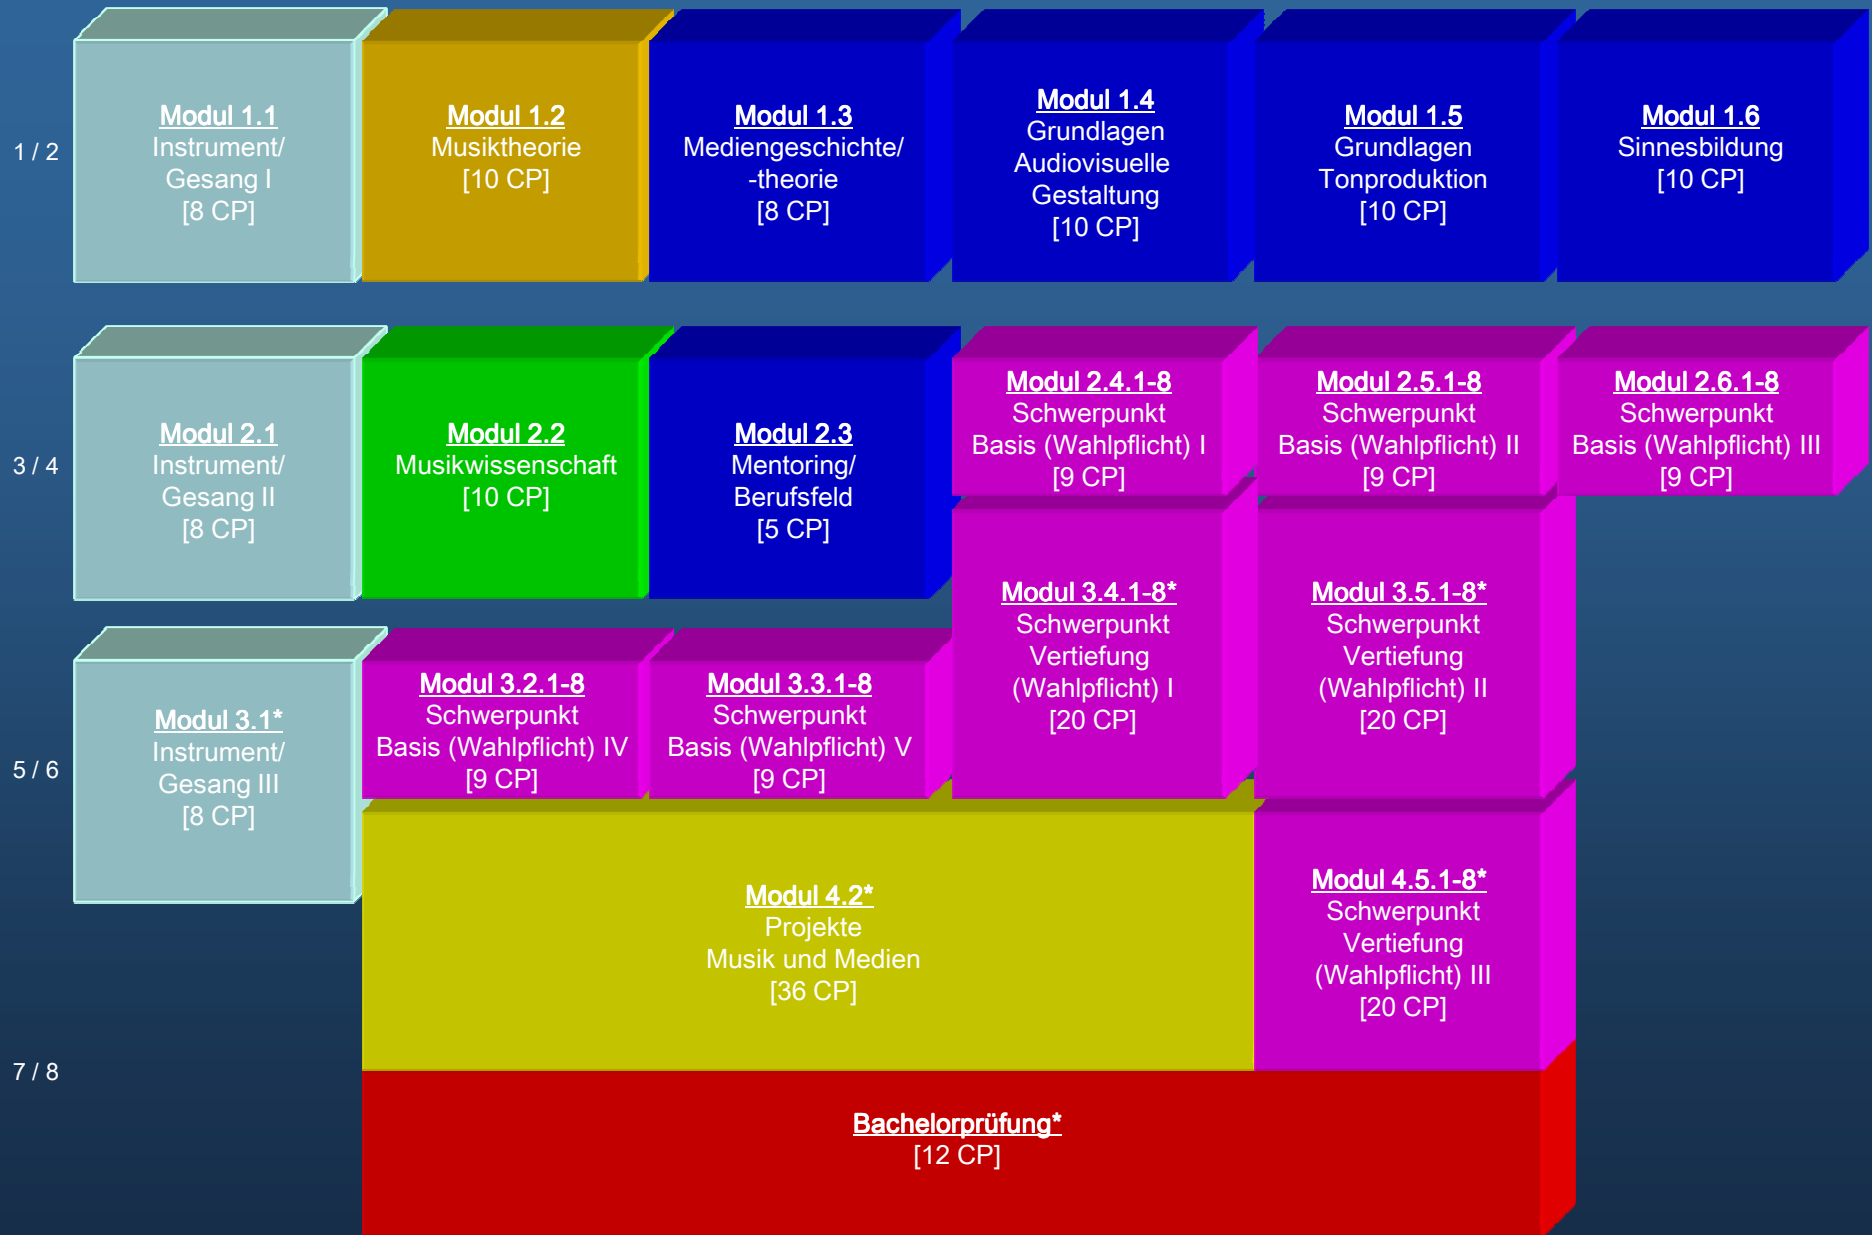 1 / 2
Modul 1.1
Instrument/
Gesang I
[8 CP]
Modul 1.2
Musiktheorie
[10 CP]
Modul 1.3
Mediengeschichte/
-theorie
[8 CP]
Modul 1.4
Grundlagen
Audiovisuelle
Gestaltung
[10 CP]
Modul 1.5
Grundlagen
Tonproduktion
[10 CP]
Modul 1.6
Sinnesbildung
[10 CP]
3 / 4
Modul 2.1
Instrument/
Gesang II
[8 CP]
Modul 2.2
Musikwissenschaft
[10 CP]
Modul 2.3
Mentoring/
Berufsfeld
[5 CP]
Modul 2.4.1-8
Schwerpunkt
Basis (Wahlpflicht) I
[9 CP]
Modul 2.5.1-8
Schwerpunkt
Basis (Wahlpflicht) II
[9 CP]
Modul 2.6.1-8
Schwerpunkt
Basis (Wahlpflicht) III
[9 CP]
5 / 6
Modul 3.1*
Instrument/
Gesang III
[8 CP]
Modul 3.2.1-8
Schwerpunkt
Basis (Wahlpflicht) IV
[9 CP]
Modul 3.3.1-8
Schwerpunkt
Basis (Wahlpflicht) V
[9 CP]
Modul 3.4.1-8*
Schwerpunkt
Vertiefung
(Wahlpflicht) I
[20 CP]
Modul 3.5.1-8*
Schwerpunkt
Vertiefung
(Wahlpflicht) II
[20 CP]
7 / 8
Modul 4.2*
Projekte
Musik und Medien
[36 CP]
Modul 4.5.1-8*
Schwerpunkt
Vertiefung
(Wahlpflicht) III
[20 CP]
Bachelorprüfung*
[12 CP]